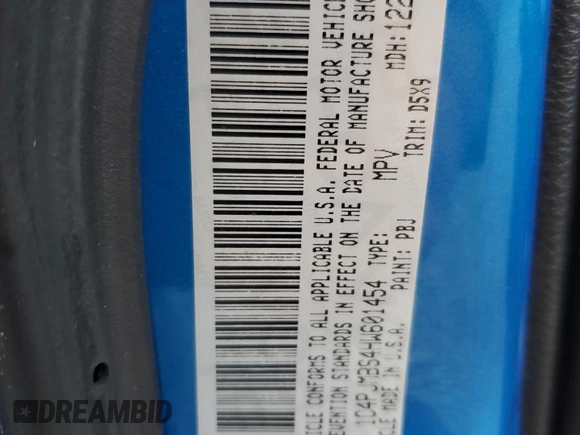 ICLE CONFORMS TO ALL APPLICABLE U.S.A. FEDERAL MOTOR VEHIC
EVENTION STANDARDS IN EFFECT ON THE DATE OF MANUFACTURE SHO
1C4PJMBS4HW601454 TYPE: MPV MDH:122
CLE MADE IN U.S.A. PAINT: PBJ TRIM: D5X9
DREAMBID